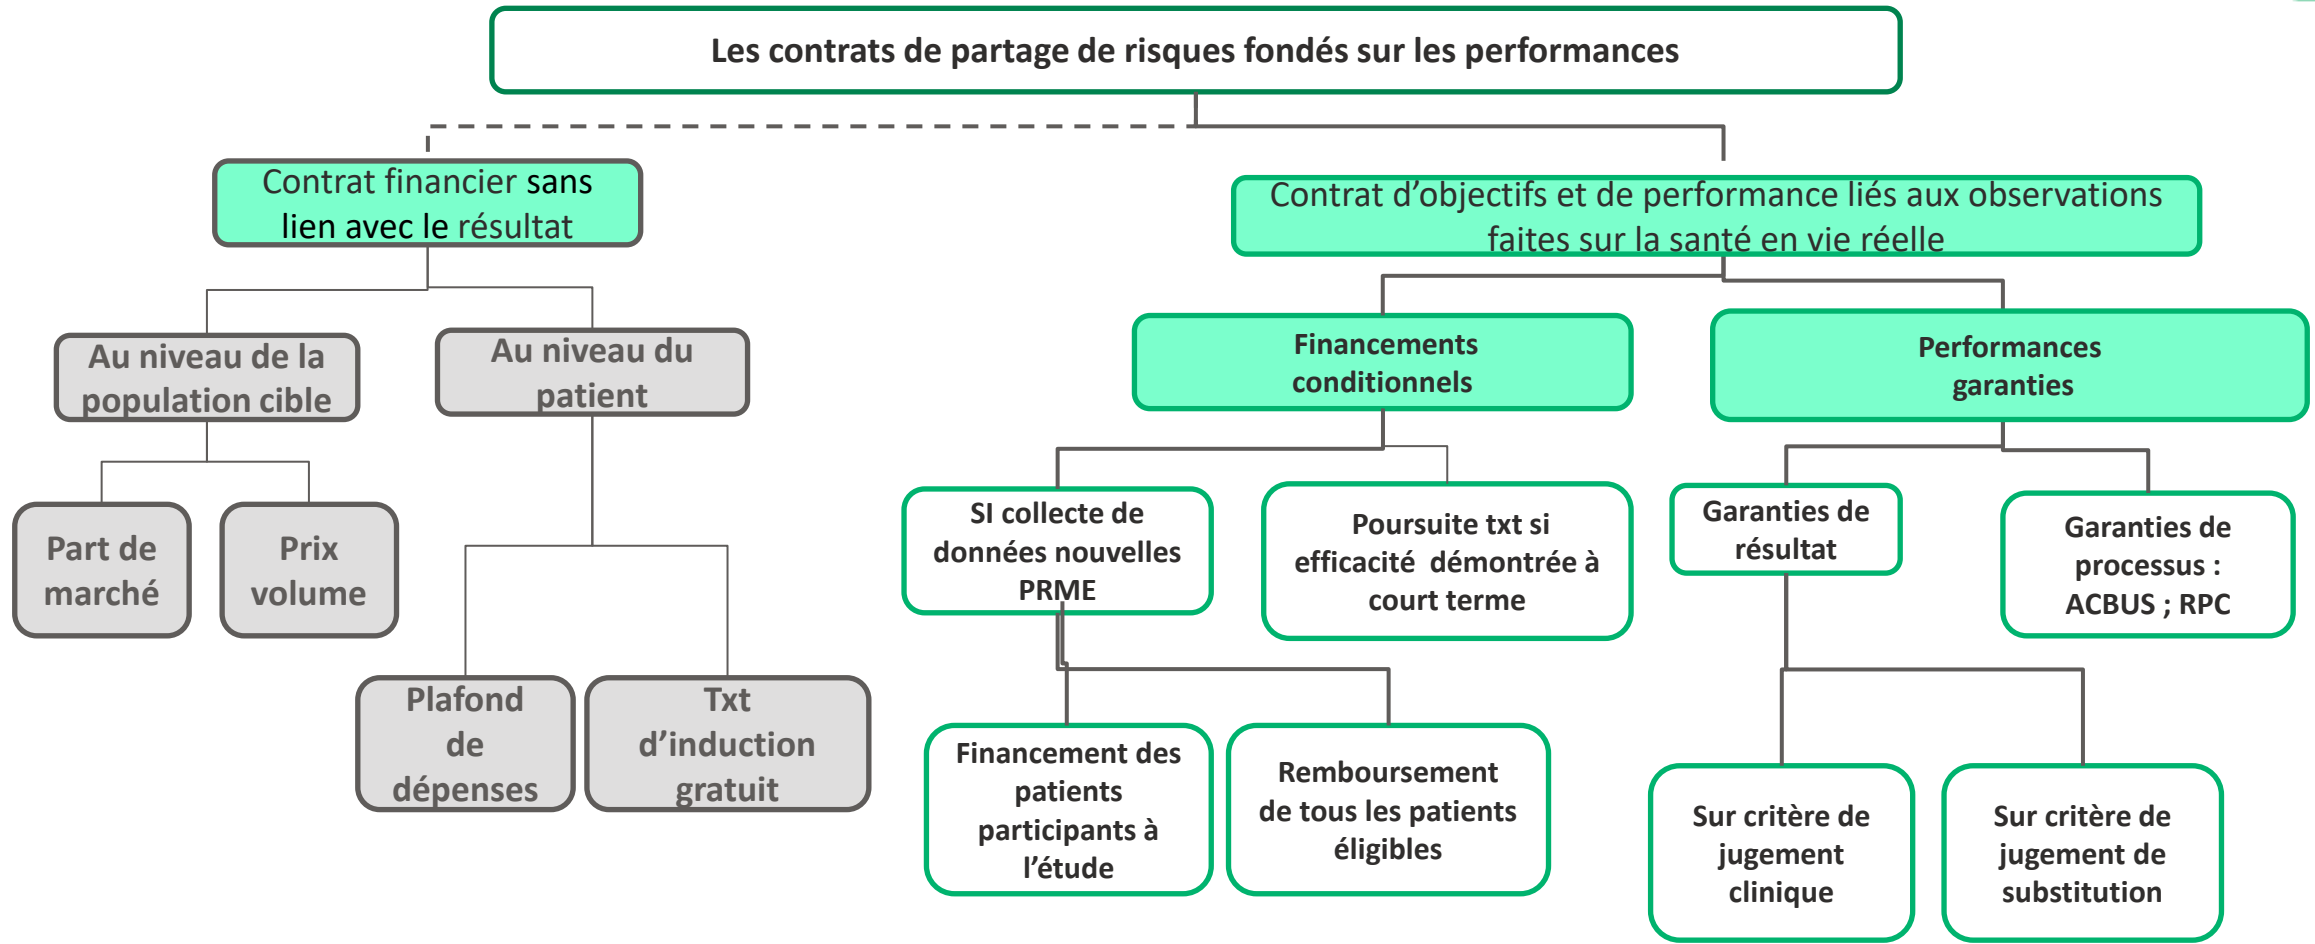 Les contrats de partage de risques fondés sur les performances
Contrat financier sans
lien avec le résultat
Contrat d’objectifs et de performance liés aux observations
faites sur la santé en vie réelle
Au niveau de la
population cible
Au niveau du
patient
Financements
conditionnels
Performances
garanties
Part de
marché
Prix
volume
SI collecte de
données nouvelles
PRME
Poursuite txt si
efficacité  démontrée à
court terme
Garanties de
résultat
Garanties de
processus :
ACBUS ; RPC
Plafond
de
dépenses
Txt
d’induction
gratuit
Financement des
patients
participants à
l’étude
Remboursement
de tous les patients
éligibles
Sur critère de
jugement
clinique
Sur critère de
jugement de
substitution